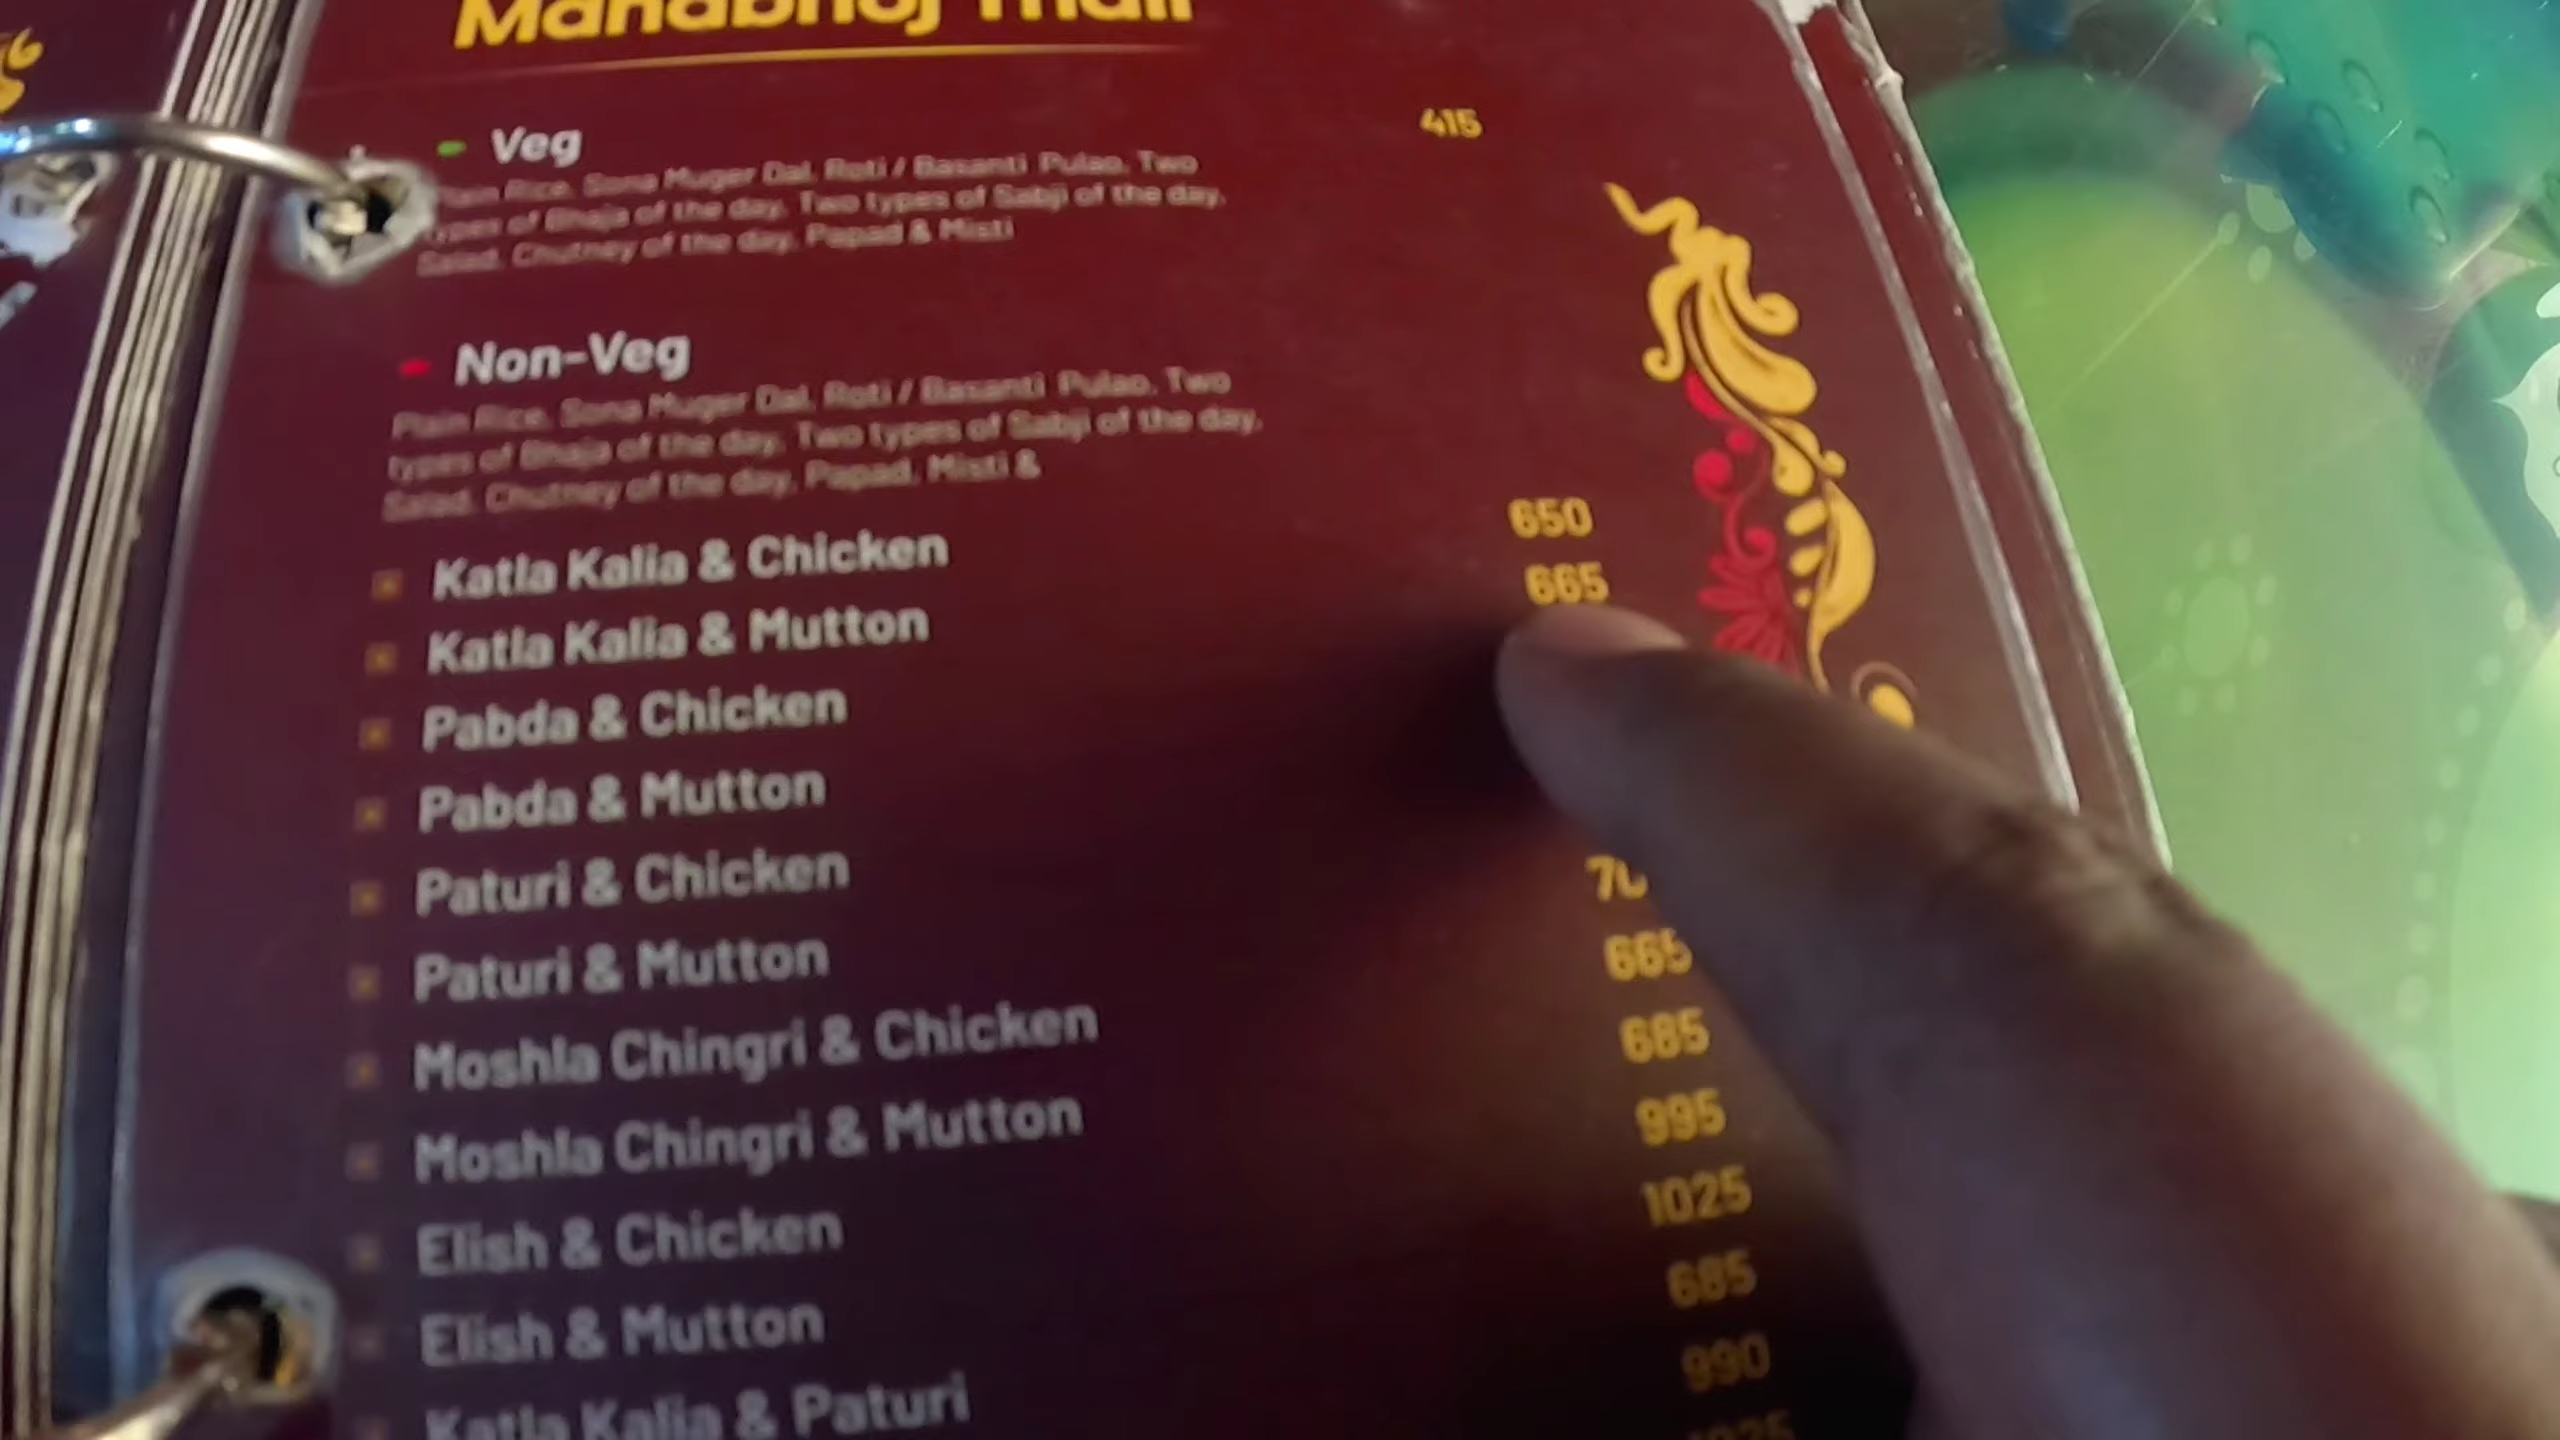 Mahabhoj Thali
Veg 415
Plain Rice, Sona Muger Dal, Roti / Basanti Pulao, Two
types of Bhaja of the day, Two types of Sabji of the day,
Salad, Chutney of the day, Papad & Misti
Non-Veg
Plain Rice, Sona Muger Dal, Roti / Basanti Pulao, Two
types of Bhaja of the day, Two types of Sabji of the day,
Salad, Chutney of the day, Papad, Misti &
Katla Kalia & Chicken 650
Katla Kalia & Mutton 665
Pabda & Chicken
Pabda & Mutton
Paturi & Chicken
Paturi & Mutton
665
Moshla Chingri & Chicken 685
Moshla Chingri & Mutton 995
Elish & Chicken 1025
Elish & Mutton 685
Katla Kalia & Paturi 990